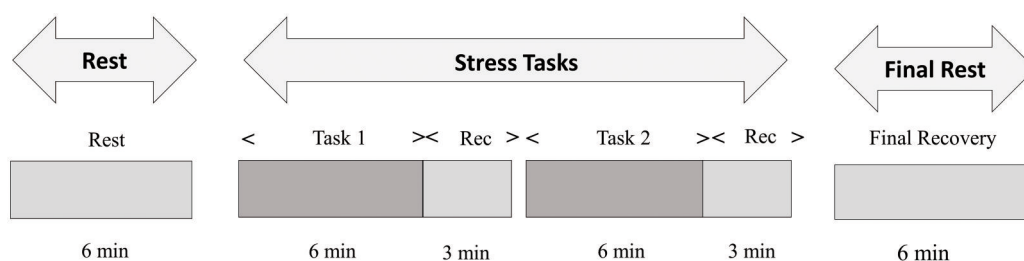 Rest
Stress Tasks
Final Rest
Rest
< Task 1 >< Rec >
< Task 2 >< Rec >
Final Recovery
6 min
6 min
3 min
6 min
3 min
6 min